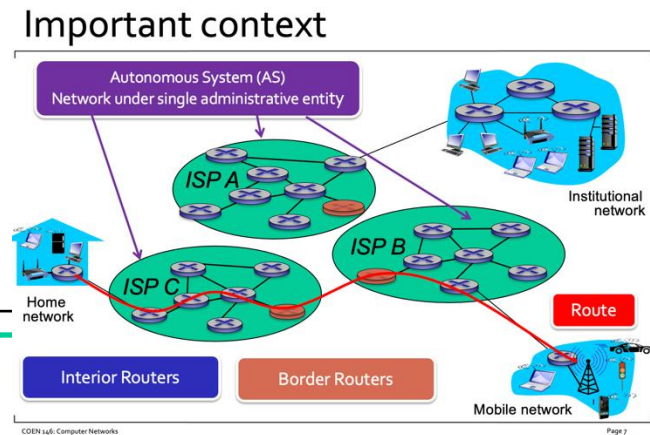 Important context
Autonomous System (AS)
Network under single administrative entity
ISP A
Institutional
network
ISP B
ISP C
Home
network
Route
Interior Routers
Border Routers
Mobile network
COEN 146: Computer Networks
Page 7